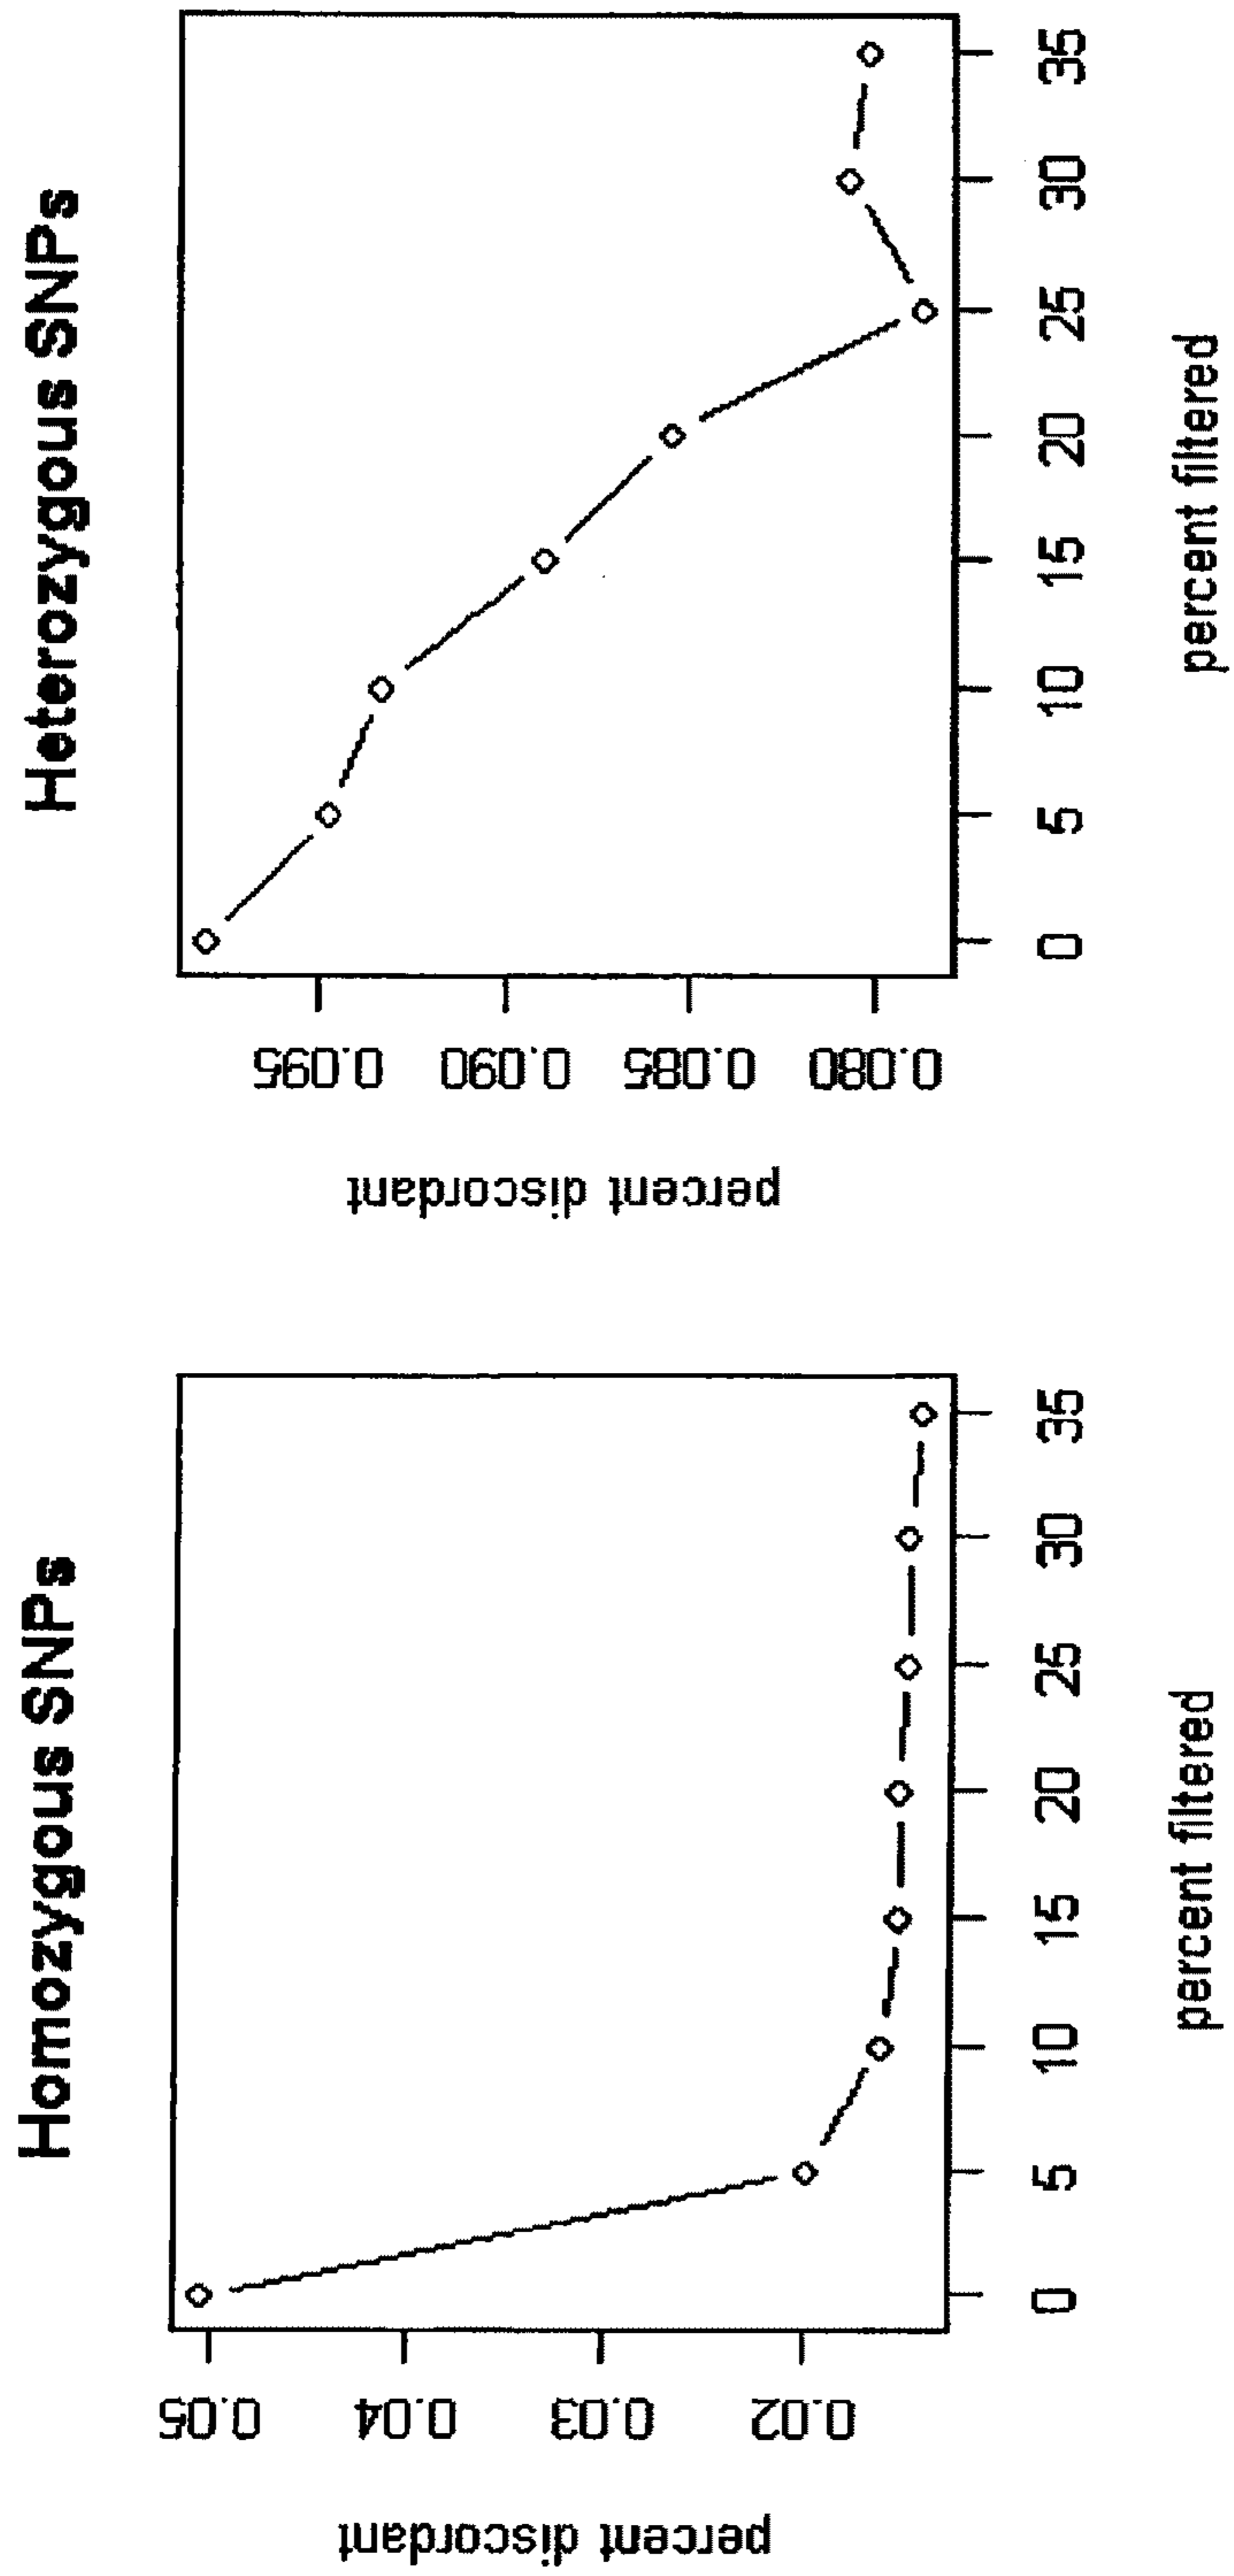 Homozygous SNPs
percent discordant
0.05
0.04
0.03
0.02
0 5 10 15 20 25 30 35
percent filtered
Heterozygous SNPs
percent discordant
0.095
0.090
0.085
0.080
0 5 10 15 20 25 30 35
percent filtered